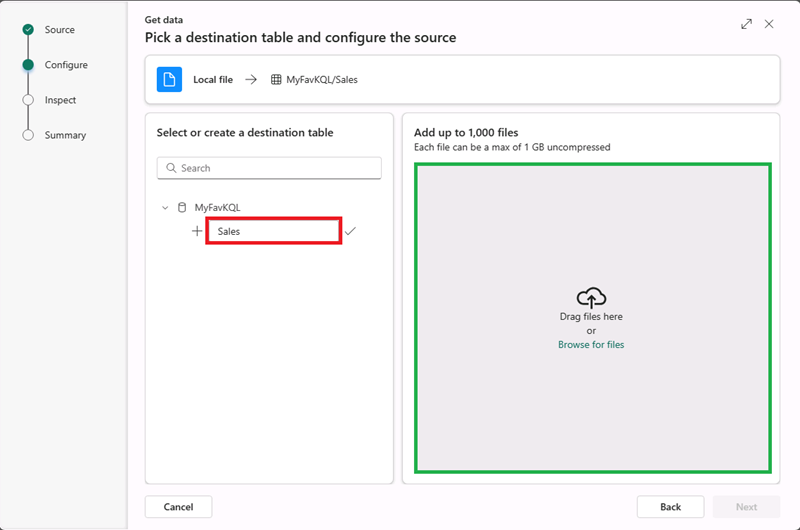 Get data
Pick a destination table and configure the source
Source
Configure
Inspect
Summary
Local file
MyFavKQL/Sales
Select or create a destination table
Search
MyFavKQL
Sales
Add up to 1,000 files
Each file can be a max of 1 GB uncompressed
Drag files here
or
Browse for files
Cancel
Back
Next